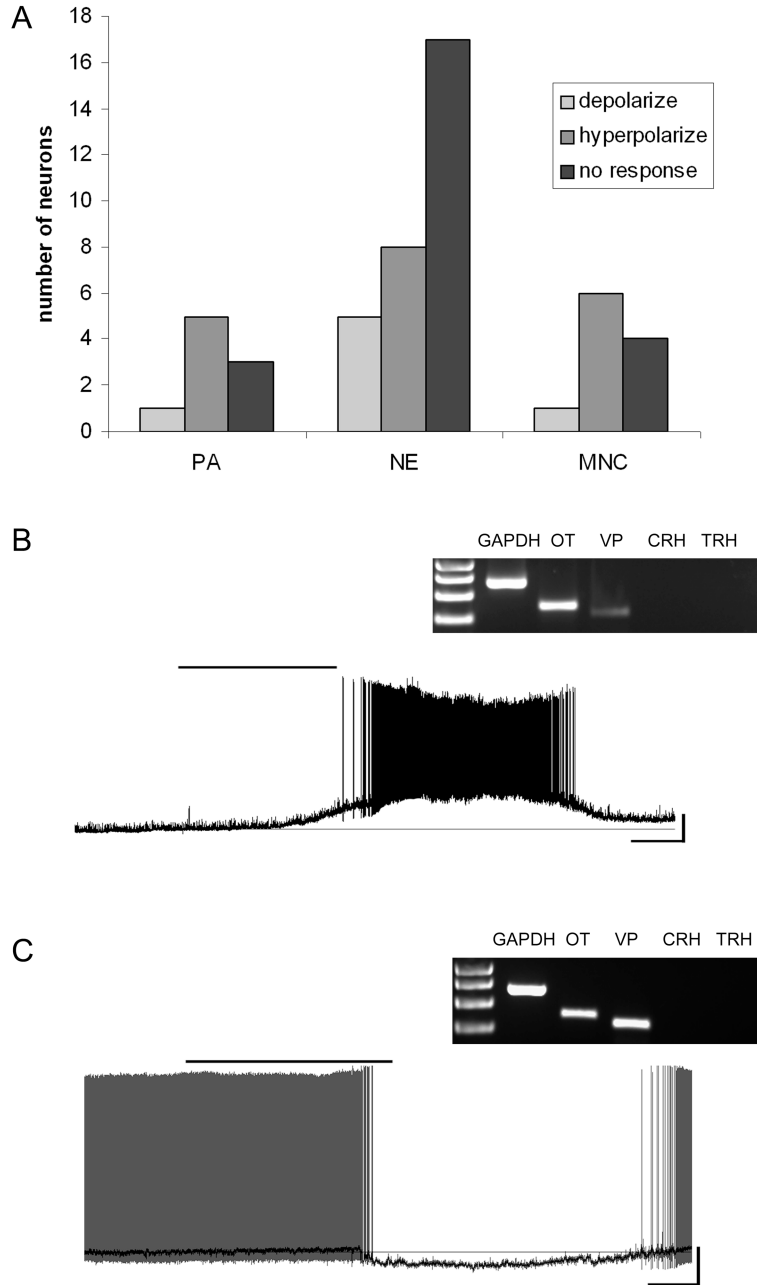 A
18
16
14
12
10
8
6
4
2
0
number of neurons
depolarize
hyperpolarize
no response
PA NE MNC
B
GAPDH OT VP CRH TRH
C
GAPDH OT VP CRH TRH